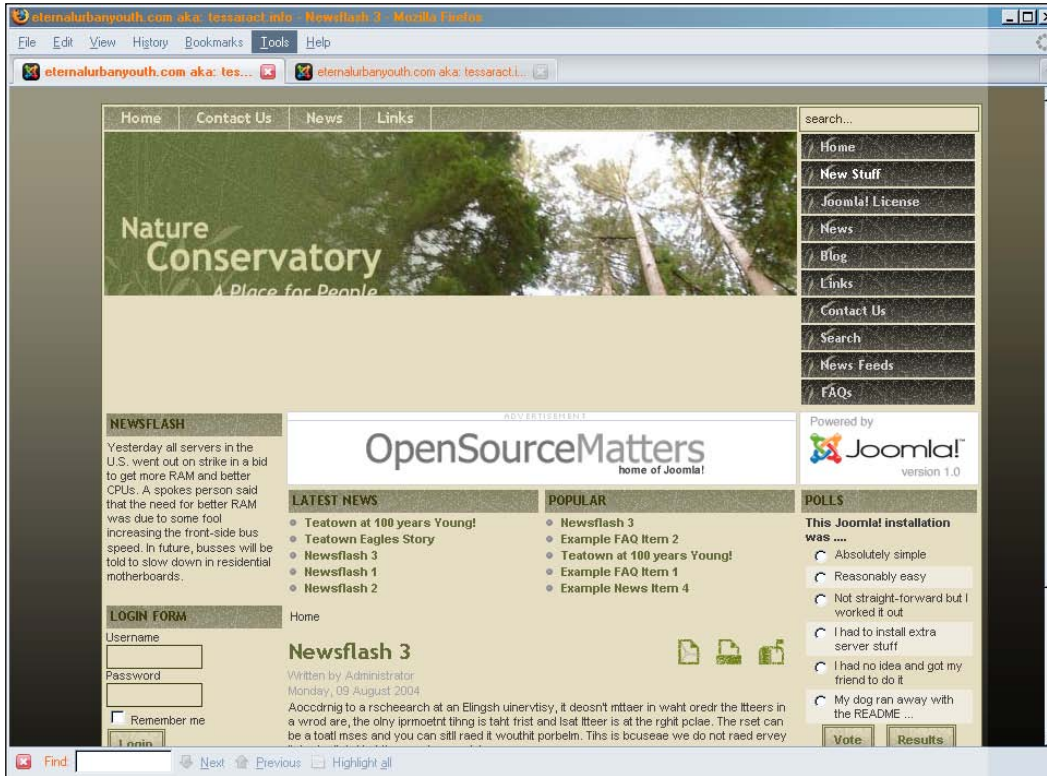 eternalurbanyouth.com aka: tessaract.info - Newsflash 3 - Mozilla Firefox
File Edit View History Bookmarks Tools Help
eternalurbanyouth.com aka: tes... eternalurbanyouth.com aka: tessaract.i...
Home Contact Us News Links
search...
Nature
Conservatory
A Place for People
Home
New Stuff
Joomla! License
News
Blog
Links
Contact Us
Search
News Feeds
FAQs
NEWSFLASH
Yesterday all servers in the
U.S. went out on strike in a bid
to get more RAM and better
CPUs. A spokes person said
that the need for better RAM
was due to some fool
increasing the front-side bus
speed. In future, busses will be
told to slow down in residential
motherboards.
LOGIN FORM
Username
Password
Remember me
Login
ADVERTISEMENT
OpenSourceMatters
home of Joomla!
LATEST NEWS
Teatown at 100 years Young!
Teatown Eagles Story
Newsflash 3
Newsflash 1
Newsflash 2
POPULAR
Newsflash 3
Example FAQ Item 2
Teatown at 100 years Young!
Example FAQ Item 1
Example News Item 4
Home
Newsflash 3
Written by Administrator
Monday, 09 August 2004
Aoccdrnig to a rscheearch at an Elingsh uinervtisy, it deosn't mttaer in waht oredr the ltteers in
a wrod are, the olny iprmoetnt tihng is taht frist and lsat ltteer is at the rghit pclae. The rset can
be a toatl mses and you can sitll raed it wouthit porbelm. Tihs is bcuseae we do not raed ervey
Powered by
Joomla!™
version 1.0
POLLS
This Joomla! installation
was ....
Absolutely simple
Reasonably easy
Not straight-forward but I
worked it out
I had to install extra
server stuff
I had no idea and got my
friend to do it
My dog ran away with
the README ...
Vote Results
Find: Next Previous Highlight all